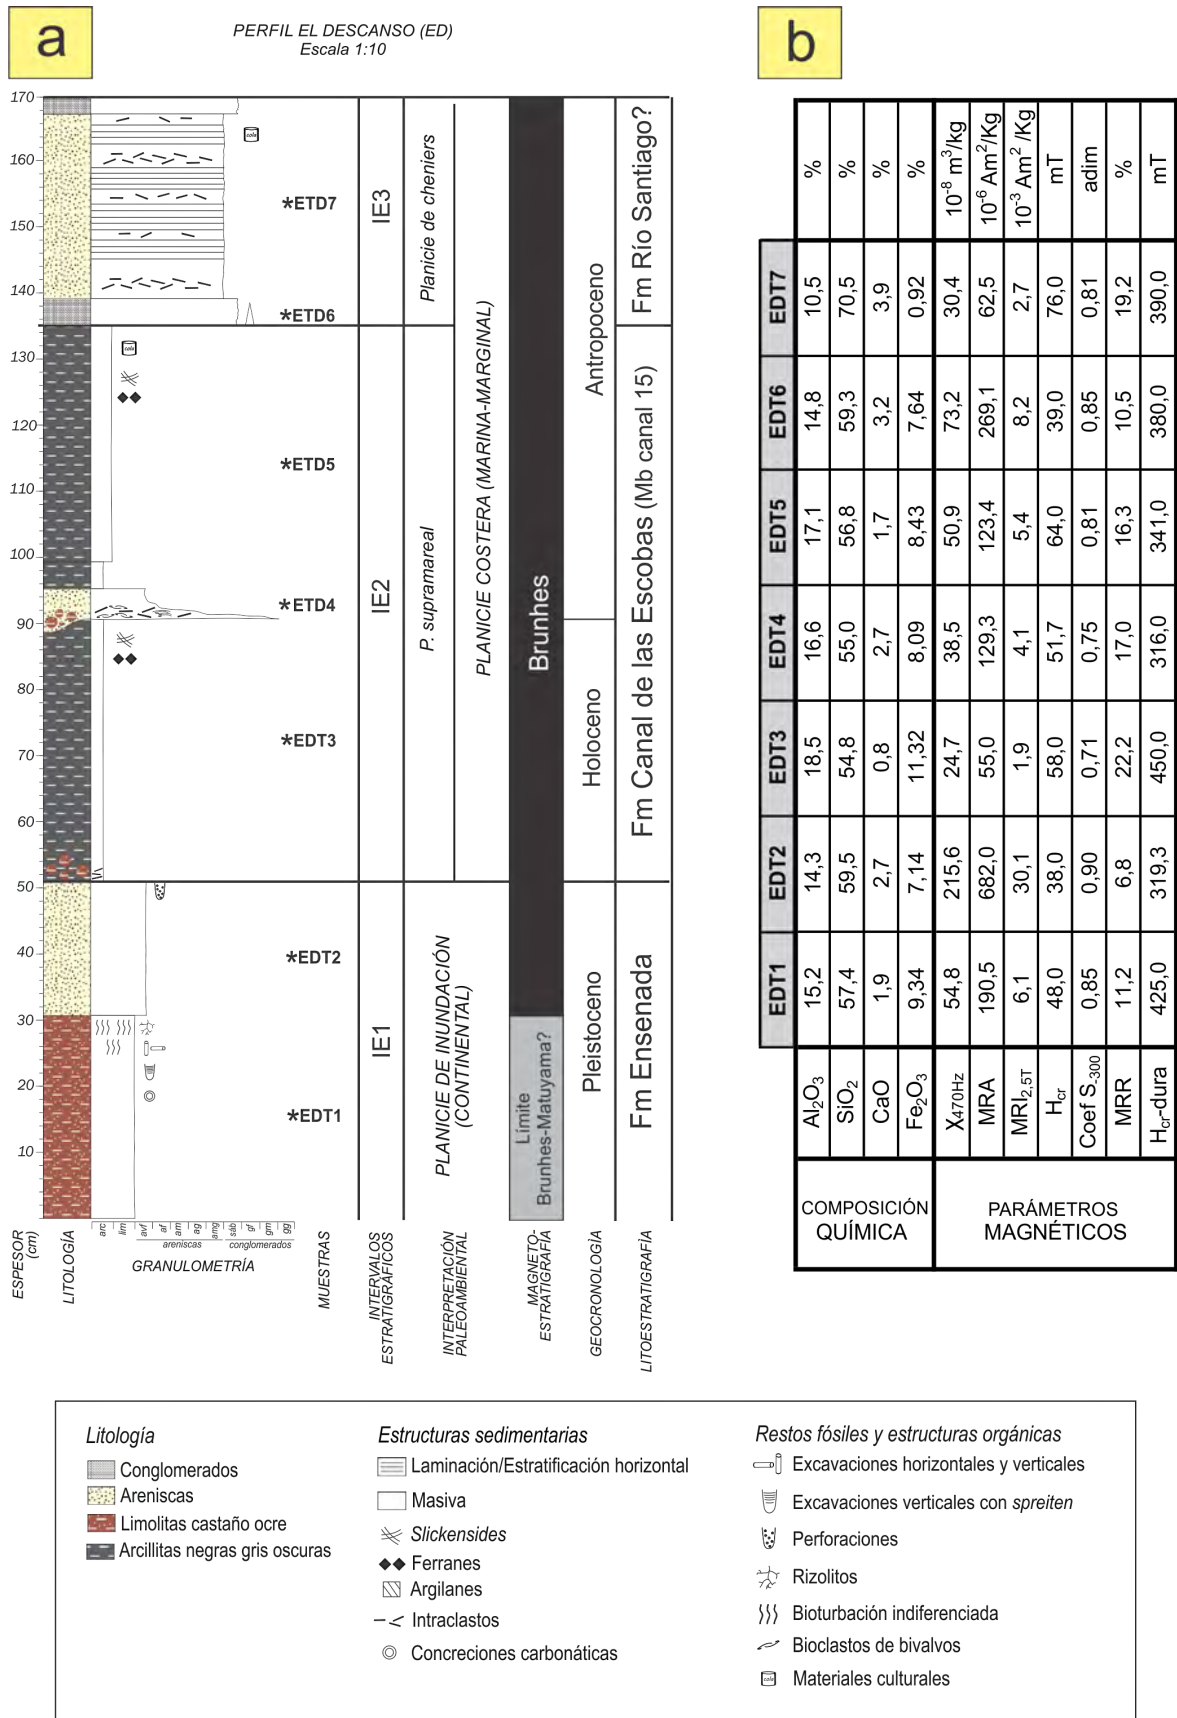 a
PERFIL EL DESCANSO (ED)
Escala 1:10
170
160
150
140
130
120
110
100
90
80
70
60
50
40
30
20
10
cola
cola
*ETD7
*ETD6
*ETD5
*ETD4
*EDT3
*EDT2
*EDT1
IE3
IE2
IE1
Planicie de cheniers
P. supramareal
PLANICIE COSTERA (MARINA-MARGINAL)
PLANICIE DE INUNDACIÓN
(CONTINENTAL)
Brunhes
Límite
Brunhes-Matuyama?
Antropoceno
Holoceno
Pleistoceno
Fm Río Santiago?
Fm Canal de las Escobas (Mb canal 15)
Fm Ensenada
arc
lim
avf
af
am
ag
amg
sáb
gf
gm
gg
areniscas
conglomerados
ESPESOR
(cm)
LITOLOGÍA
GRANULOMETRÍA
MUESTRAS
INTERVALOS
ESTRATIGRÁFICOS
INTERPRETACIÓN
PALEOAMBIENTAL
MAGNETO-
ESTRATIGRAFÍA
GEOCRONOLOGÍA
LITOESTRATIGRAFÍA
b
EDT1 EDT2 EDT3 EDT4 EDT5 EDT6 EDT7
COMPOSICIÓN
QUÍMICA
Al2O3 15,2 14,3 18,5 16,6 17,1 14,8 10,5 %
SiO2 57,4 59,5 54,8 55,0 56,8 59,3 70,5 %
CaO 1,9 2,7 0,8 2,7 1,7 3,2 3,9 %
Fe2O3 9,34 7,14 11,32 8,09 8,43 7,64 0,92 %
PARÁMETROS
MAGNÉTICOS
X470Hz 54,8 215,6 24,7 38,5 50,9 73,2 30,4 10-8 m3/Kg
MRA 190,5 682,0 55,0 129,3 123,4 269,1 62,5 10-6 Am2/Kg
MRI2,5T 6,1 30,1 1,9 4,1 5,4 8,2 2,7 10-3 Am2 /Kg
Hcr 48,0 38,0 58,0 51,7 64,0 39,0 76,0 mT
Coef S-300 0,85 0,90 0,71 0,75 0,81 0,85 0,81 adim
MRR 11,2 6,8 22,2 17,0 16,3 10,5 19,2 %
Hcr-dura 425,0 319,3 450,0 316,0 341,0 380,0 390,0 mT
Litología
Conglomerados
Areniscas
Limolitas castaño ocre
Arcillitas negras gris oscuras
Estructuras sedimentarias
Laminación/Estratificación horizontal
Masiva
Slickensides
Ferranes
Argilanes
Intraclastos
Concreciones carbonáticas
Restos fósiles y estructuras orgánicas
Excavaciones horizontales y verticales
Excavaciones verticales con spreiten
Perforaciones
Rizolitos
Bioturbación indiferenciada
Bioclastos de bivalvos
cola
Materiales culturales